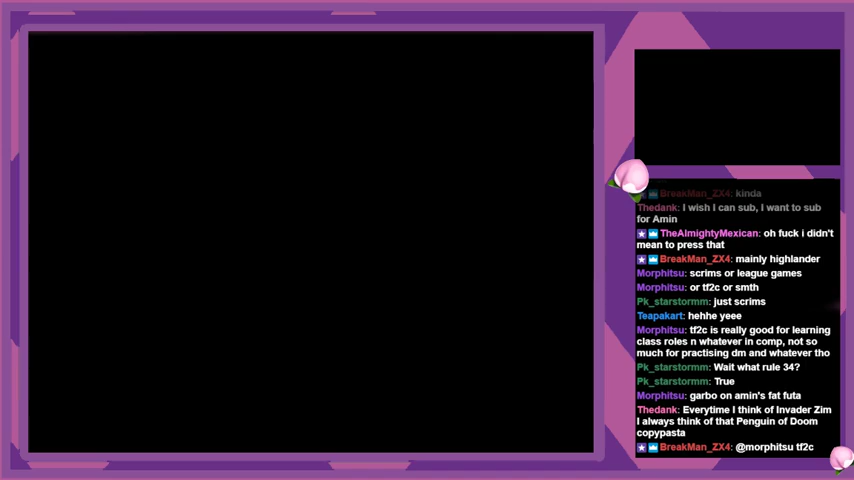 BreakMan_ZX4: kinda
Thedank: I wish I can sub, I want to sub
for Amin
TheAlmightyMexican: oh fuck i didn't
mean to press that
BreakMan_ZX4: mainly highlander
Morphitsu: scrims or league games
Morphitsu: or tf2c or smth
Pk_starstormm: just scrims
Teapakart: hehhe yeee
Morphitsu: tf2c is really good for learning
class roles n whatever in comp, not so
much for practising dm and whatever tho
Pk_starstormm: Wait what rule 34?
Pk_starstormm: True
Morphitsu: garbo on amin's fat futa
Thedank: Everytime I think of Invader Zim
I always think of that Penguin of Doom
copypasta
BreakMan_ZX4: @morphitsu tf2c